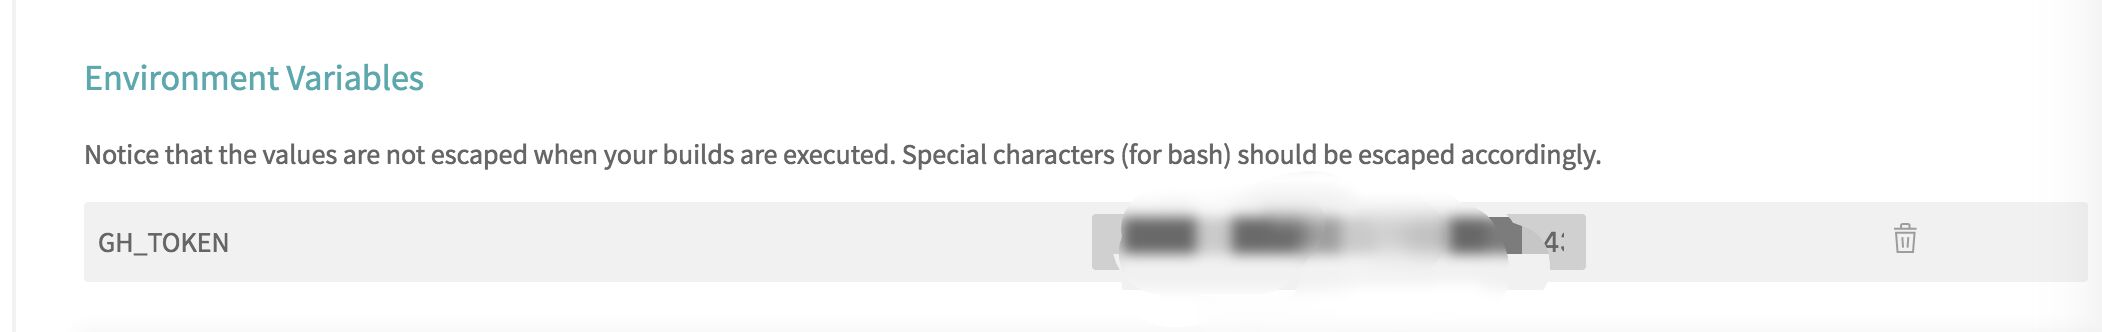 Environment Variables
Notice that the values are not escaped when your builds are executed. Special characters (for bash) should be escaped accordingly.
GH_TOKEN